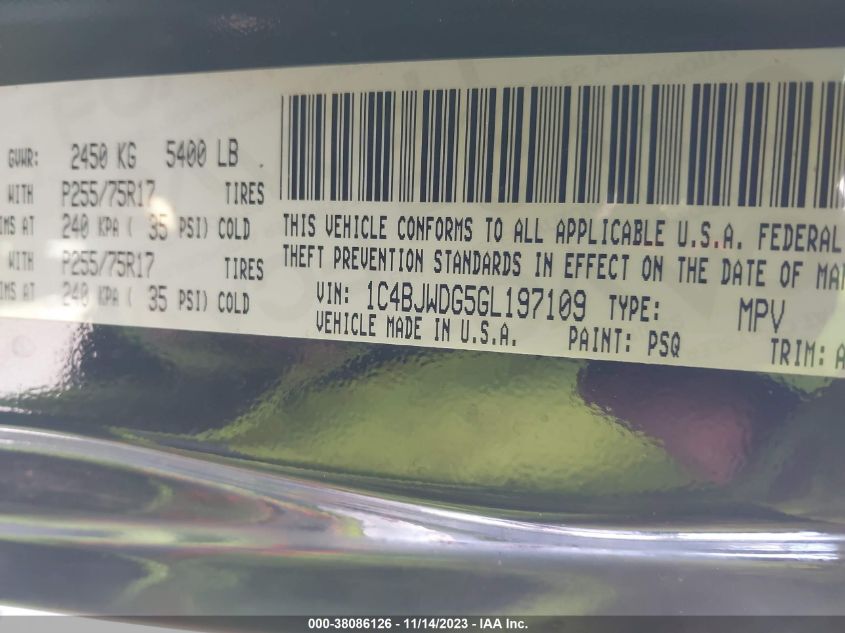 GVWR: 2450 KG 5400 LB
WITH P255/75R17 TIRES
IMS AT 240 KPA ( 35 PSI) COLD
WITH P255/75R17 TIRES
IMS AT 240 KPA ( 35 PSI) COLD
THIS VEHICLE CONFORMS TO ALL APPLICABLE U.S.A. FEDERAL
THEFT PREVENTION STANDARDS IN EFFECT ON THE DATE OF MAN
VIN: 1C4BJWDG5GL197109 TYPE: MPV
VEHICLE MADE IN U.S.A. PAINT: PSQ TRIM: A
000-38086126 - 11/14/2023 - IAA Inc.